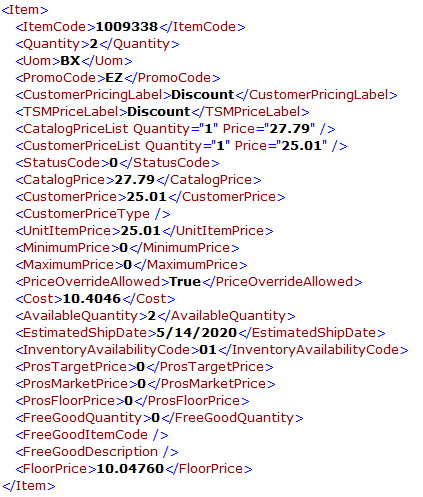 <Item>
<ItemCode>1009338</ItemCode>
<Quantity>2</Quantity>
<Uom>BX</Uom>
<PromoCode>EZ</PromoCode>
<CustomerPricingLabel>Discount</CustomerPricingLabel>
<TSMPriceLabel>Discount</TSMPriceLabel>
<CatalogPriceList Quantity="1" Price="27.79" />
<CustomerPriceList Quantity="1" Price="25.01" />
<StatusCode>0</StatusCode>
<CatalogPrice>27.79</CatalogPrice>
<CustomerPrice>25.01</CustomerPrice>
<CustomerPriceType />
<UnitItemPrice>25.01</UnitItemPrice>
<MinimumPrice>0</MinimumPrice>
<MaximumPrice>0</MaximumPrice>
<PriceOverrideAllowed>True</PriceOverrideAllowed>
<Cost>10.4046</Cost>
<AvailableQuantity>2</AvailableQuantity>
<EstimatedShipDate>5/14/2020</EstimatedShipDate>
<InventoryAvailabilityCode>01</InventoryAvailabilityCode>
<ProsTargetPrice>0</ProsTargetPrice>
<ProsMarketPrice>0</ProsMarketPrice>
<ProsFloorPrice>0</ProsFloorPrice>
<FreeGoodQuantity>0</FreeGoodQuantity>
<FreeGoodItemCode />
<FreeGoodDescription />
<FloorPrice>10.04760</FloorPrice>
</Item>